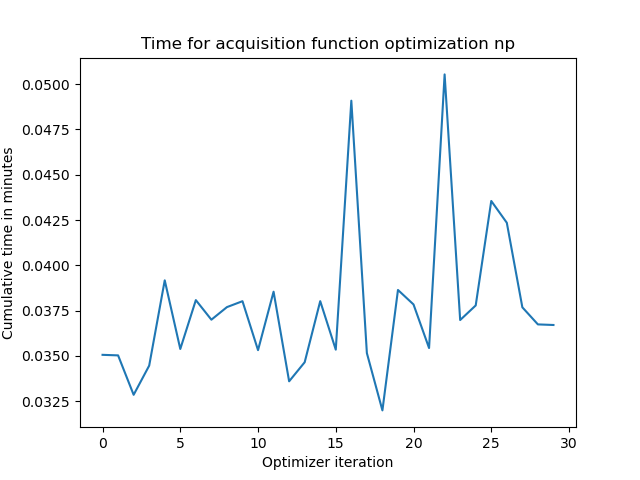 Time for acquisition function optimization np
Cumulative time in minutes
0.0500
0.0475
0.0450
0.0425
0.0400
0.0375
0.0350
0.0325
0 5 10 15 20 25 30
Optimizer iteration